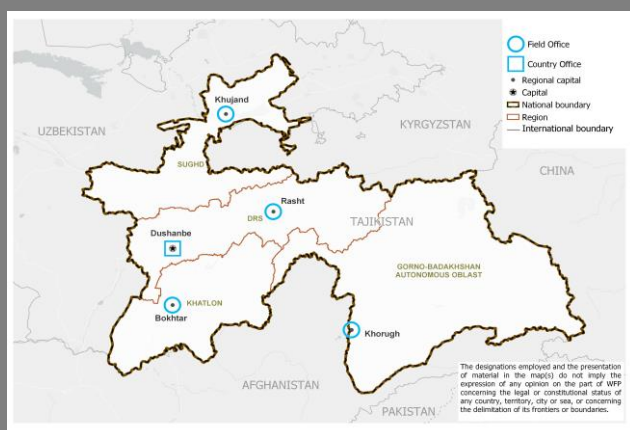 Field Office
Country Office
Regional capital
Capital
National boundary
Region
International boundary
Khujand
UZBEKISTAN
KYRGYZSTAN
SUGHD
CHINA
Rasht
DRS
TAJIKISTAN
Dushanbe
GORNO-BADAKHSHAN
AUTONOMOUS OBLAST
KHATLON
Bokhtar
Khorugh
AFGHANISTAN
PAKISTAN
The designations employed and the presentation
of material in the map(s) do not imply the
expression of any opinion on the part of WFP
concerning the legal or constitutional status of
any country, territory, city or sea, or concerning
the delimitation of its frontiers or boundaries.